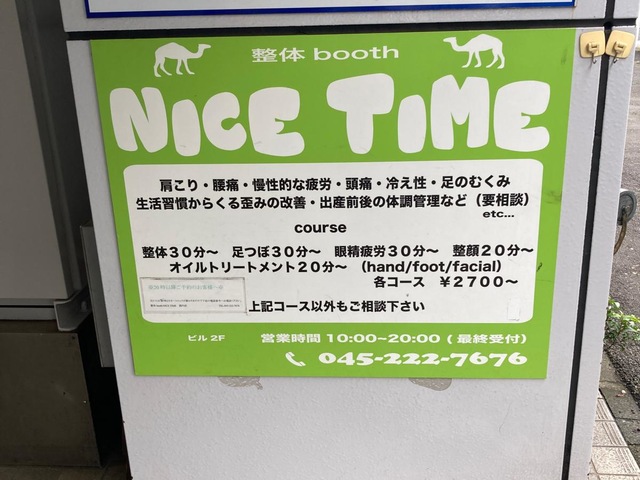 整体 booth
NICE TIME
肩こり・腰痛・慢性的な疲労・頭痛・冷え性・足のむくみ
生活習慣からくる歪みの改善・出産前後の体調管理など（要相談）
etc...
course
整体３０分～　足つぼ３０分～　眼精疲労３０分～　整顔２０分～
オイルトリートメント２０分～　（hand/foot/facial）
各コース　￥２７００～
上記コース以外もご相談下さい
ビル 2F　営業時間 10:00~20:00 ( 最終受付 )
045-222-7676